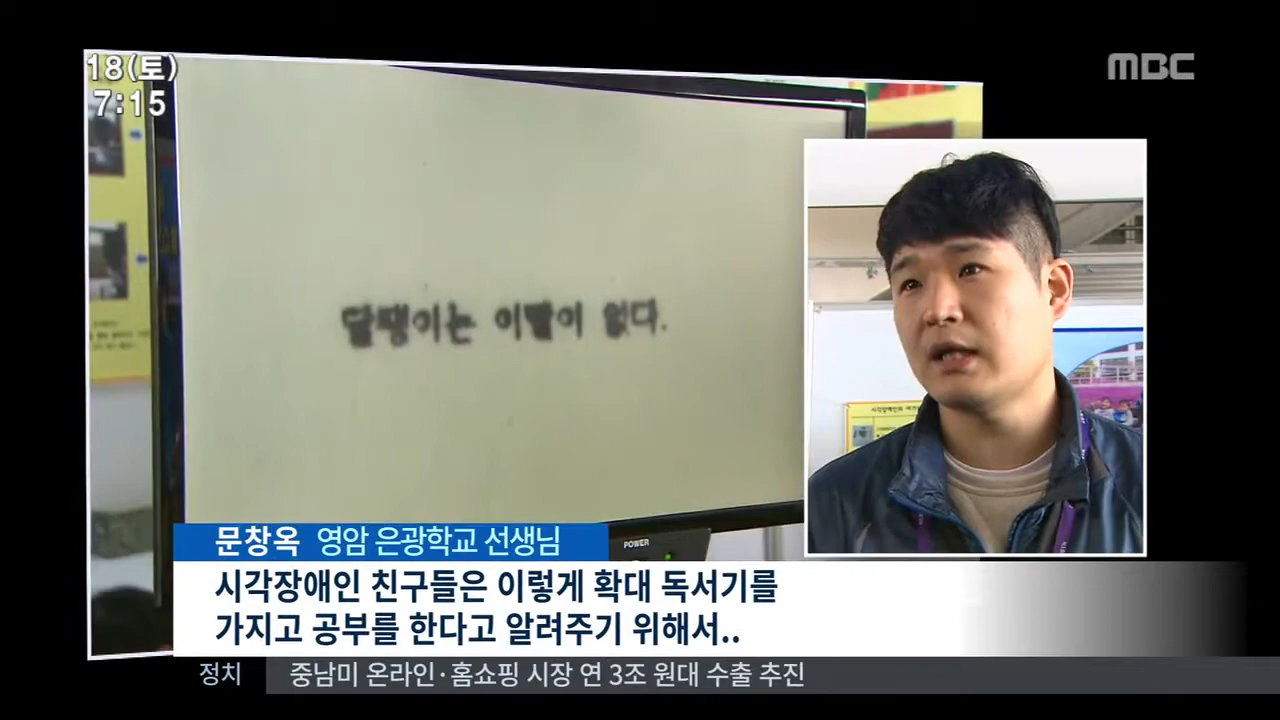 18(토)
7:15
MBC
달팽이는 이빨이 없다.
POWER
문창옥 영암 은광학교 선생님
시각장애인 친구들은 이렇게 확대 독서기를
가지고 공부를 한다고 알려주기 위해서..
정치 중남미 온라인·홈쇼핑 시장 연 3조 원대 수출 추진